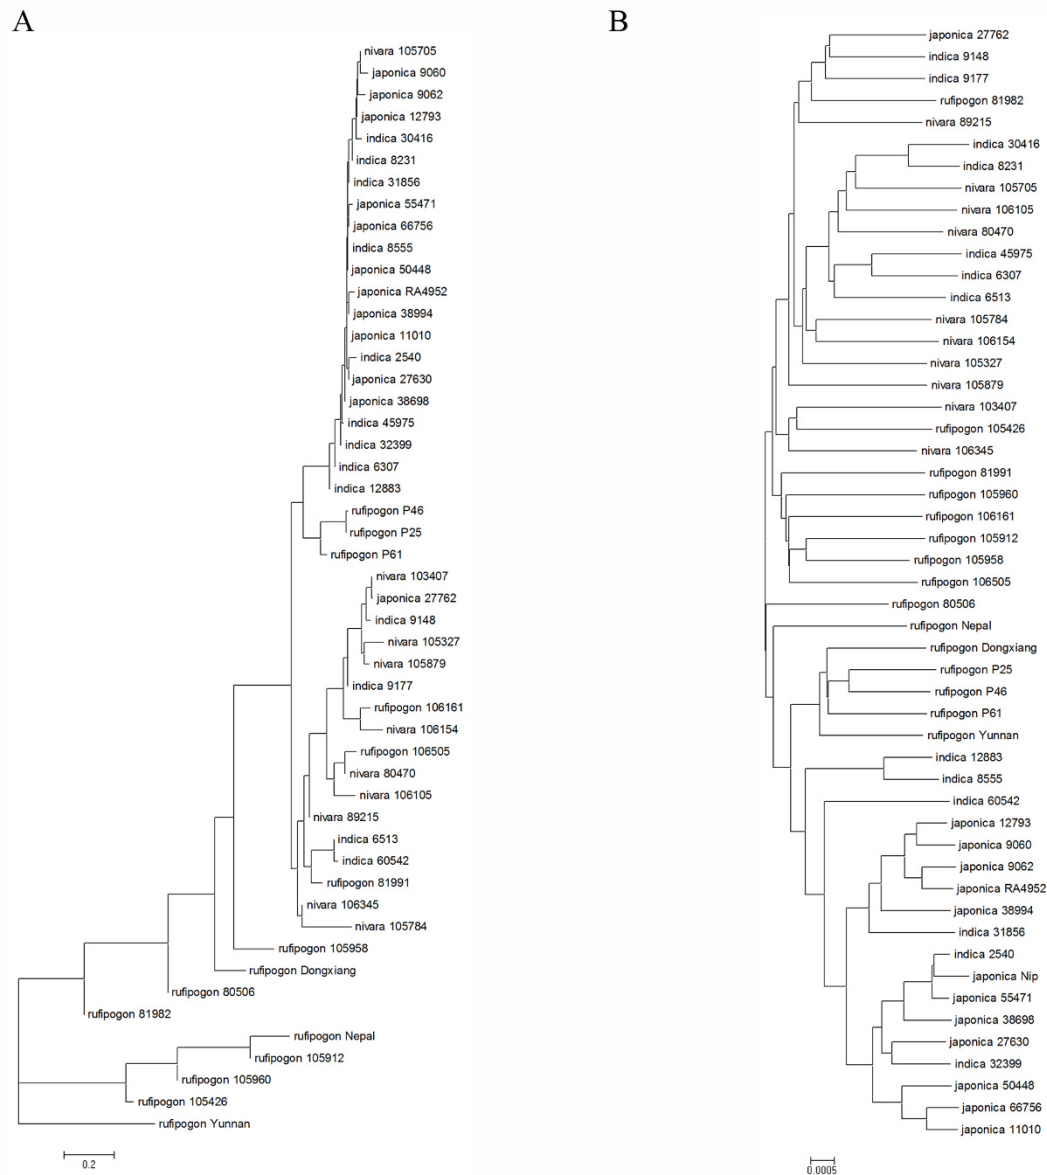 A
nivara 105705
japonica 9060
japonica 9062
japonica 12793
indica 30416
indica 8231
indica 31856
japonica 55471
japonica 66756
indica 8555
japonica 50448
japonica RA4952
japonica 38994
japonica 11010
indica 2540
japonica 27630
japonica 38698
indica 45975
indica 32399
indica 6307
indica 12883
rufipogon P46
rufipogon P25
rufipogon P61
nivara 103407
japonica 27762
indica 9148
nivara 105327
nivara 105879
indica 9177
rufipogon 106161
nivara 106154
rufipogon 106505
nivara 80470
nivara 106105
nivara 89215
indica 6513
indica 60542
rufipogon 81991
nivara 106345
nivara 105784
rufipogon 105958
rufipogon Dongxiang
rufipogon 80506
rufipogon 81982
rufipogon Nepal
rufipogon 105912
rufipogon 105960
rufipogon 105426
rufipogon Yunnan
0.2
B
japonica 27762
indica 9148
indica 9177
rufipogon 81982
nivara 89215
indica 30416
indica 8231
nivara 105705
nivara 106105
nivara 80470
indica 45975
indica 6307
indica 6513
nivara 105784
nivara 106154
nivara 105327
nivara 105879
nivara 103407
rufipogon 105426
nivara 106345
rufipogon 81991
rufipogon 105960
rufipogon 106161
rufipogon 105912
rufipogon 105958
rufipogon 106505
rufipogon 80506
rufipogon Nepal
rufipogon Dongxiang
rufipogon P25
rufipogon P46
rufipogon P61
rufipogon Yunnan
indica 12883
indica 8555
indica 60542
japonica 12793
japonica 9060
japonica 9062
japonica RA4952
japonica 38994
indica 31856
indica 2540
japonica Nip
japonica 55471
japonica 38698
japonica 27630
indica 32399
japonica 50448
japonica 66756
japonica 11010
0.0005